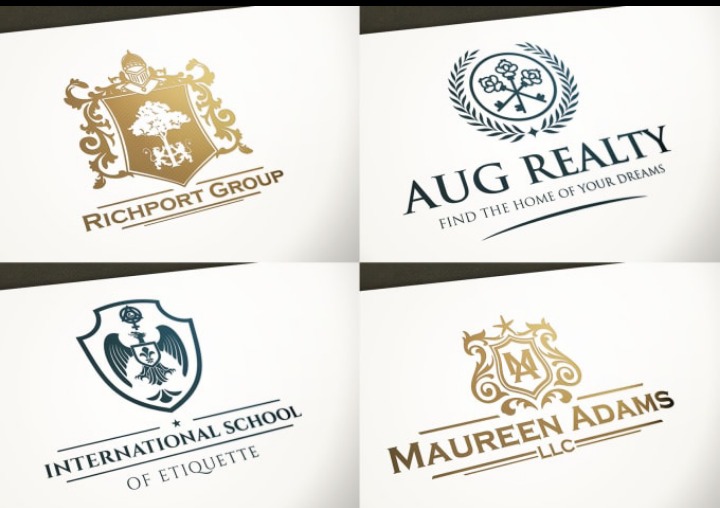 RICHPORT GROUP
AUG REALTY
FIND THE HOME OF YOUR DREAMS
INTERNATIONAL SCHOOL
OF ETIQUETTE
MA
MAUREEN ADAMS
LLC